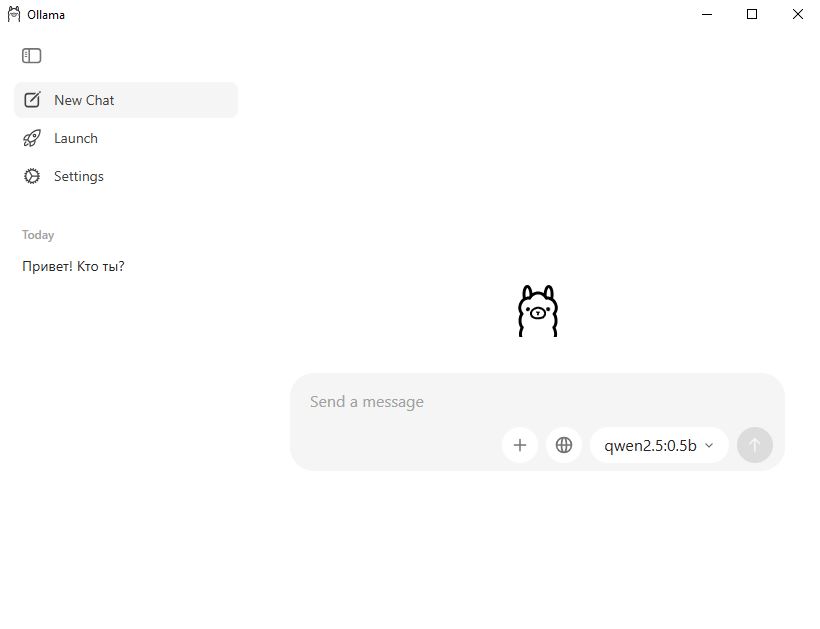 Ollama
New Chat
Launch
Settings
Today
Привет! Кто ты?
Send a message
qwen2.5:0.5b